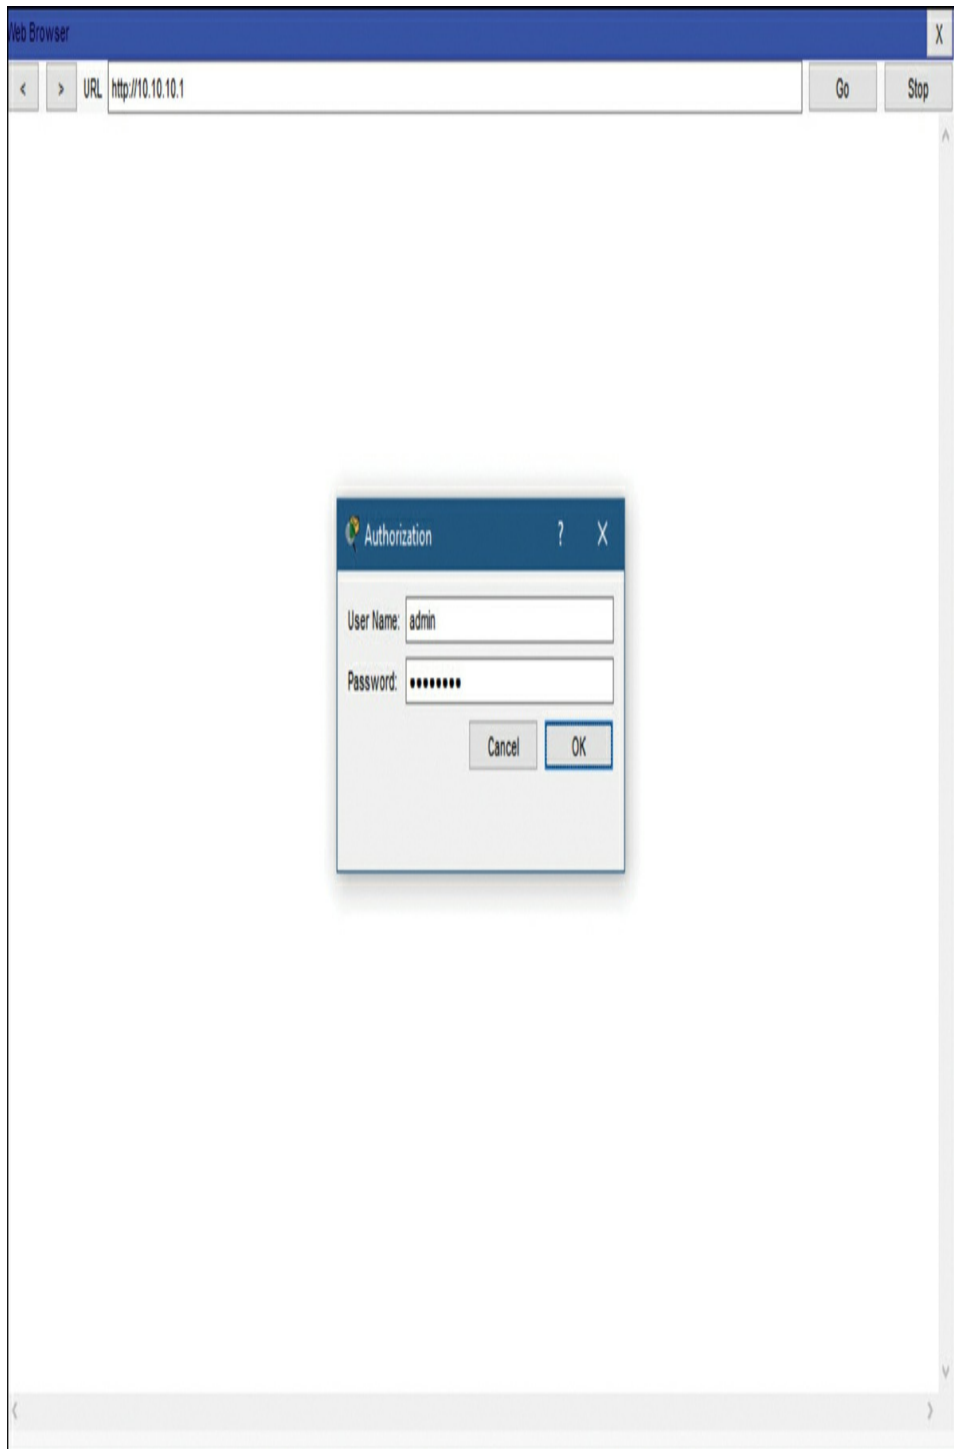 Web Browser X
< > URL http://10.10.10.1 Go Stop
Authorization ? X
User Name: admin
Password: ••••••••
Cancel OK